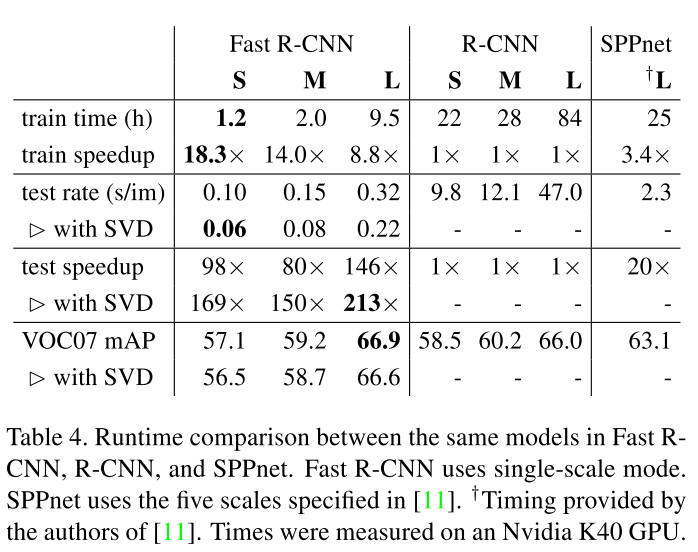 Fast R-CNN R-CNN SPPnet
S M L S M L †L
train time (h) 1.2 2.0 9.5 22 28 84 25
train speedup 18.3× 14.0× 8.8× 1× 1× 1× 3.4×
test rate (s/im) 0.10 0.15 0.32 9.8 12.1 47.0 2.3
▷ with SVD 0.06 0.08 0.22 - - - -
test speedup 98× 80× 146× 1× 1× 1× 20×
▷ with SVD 169× 150× 213× - - - -
VOC07 mAP 57.1 59.2 66.9 58.5 60.2 66.0 63.1
▷ with SVD 56.5 58.7 66.6 - - - -
Table 4. Runtime comparison between the same models in Fast R-
CNN, R-CNN, and SPPnet. Fast R-CNN uses single-scale mode.
SPPnet uses the five scales specified in [11]. †Timing provided by
the authors of [11]. Times were measured on an Nvidia K40 GPU.